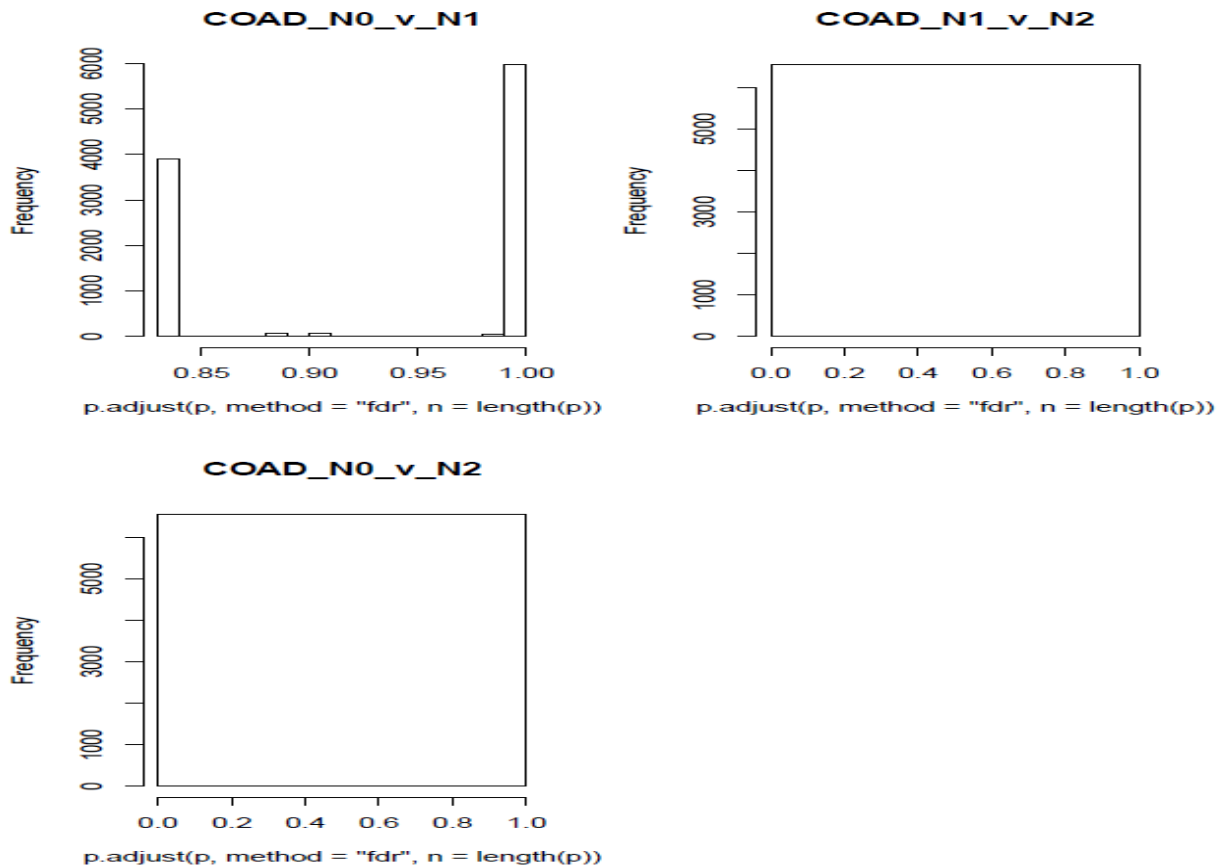 COAD_N0_v_N1
Frequency
0 1000 2000 3000 4000 5000 6000
0.85 0.90 0.95 1.00
p.adjust(p, method = "fdr", n = length(p))
COAD_N1_v_N2
Frequency
0 1000 3000 5000
0.0 0.2 0.4 0.6 0.8 1.0
p.adjust(p, method = "fdr", n = length(p))
COAD_N0_v_N2
Frequency
0 1000 3000 5000
0.0 0.2 0.4 0.6 0.8 1.0
p.adjust(p, method = "fdr", n = length(p))